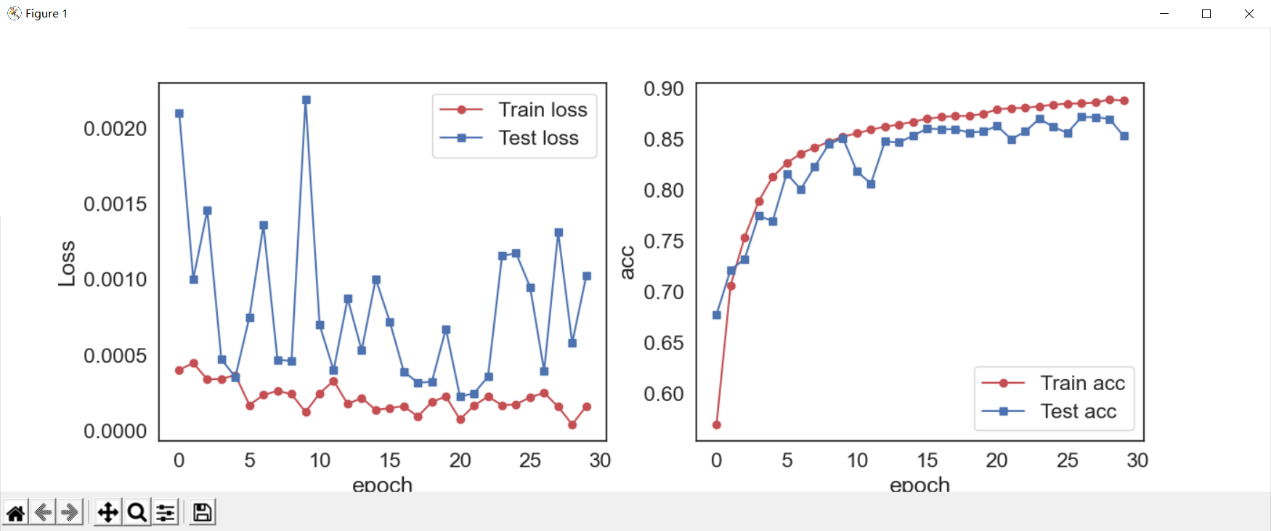 Figure 1
Train loss
Test loss
Loss
0.0020
0.0015
0.0010
0.0005
0.0000
0 5 10 15 20 25 30
epoch
Train acc
Test acc
acc
0.90
0.85
0.80
0.75
0.70
0.65
0.60
0 5 10 15 20 25 30
epoch